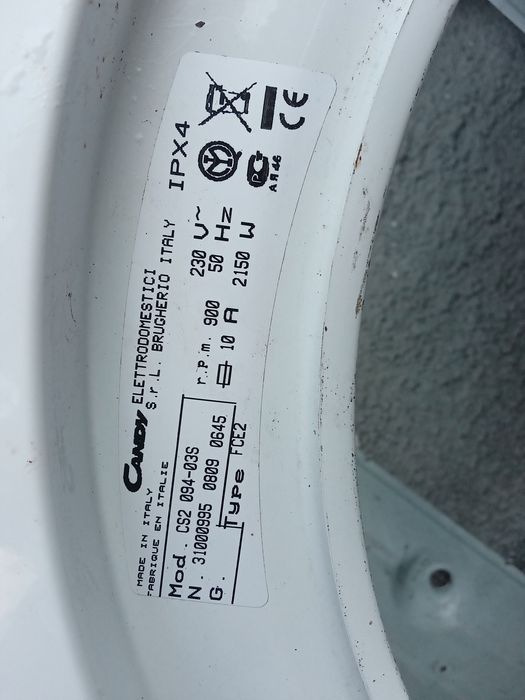 MADE IN ITALY
FABRIQUE EN ITALIE
CANDY ELETTRODOMESTICI
S.r.L. BRUGHERIO ITALY
IPX4
Mod. CS2 094-03S
N. 31000995 0809 0645
G.
Type FCE2
r.p.m. 900
230 V~
50 Hz
10 A
2150 W
CE
АЯ46